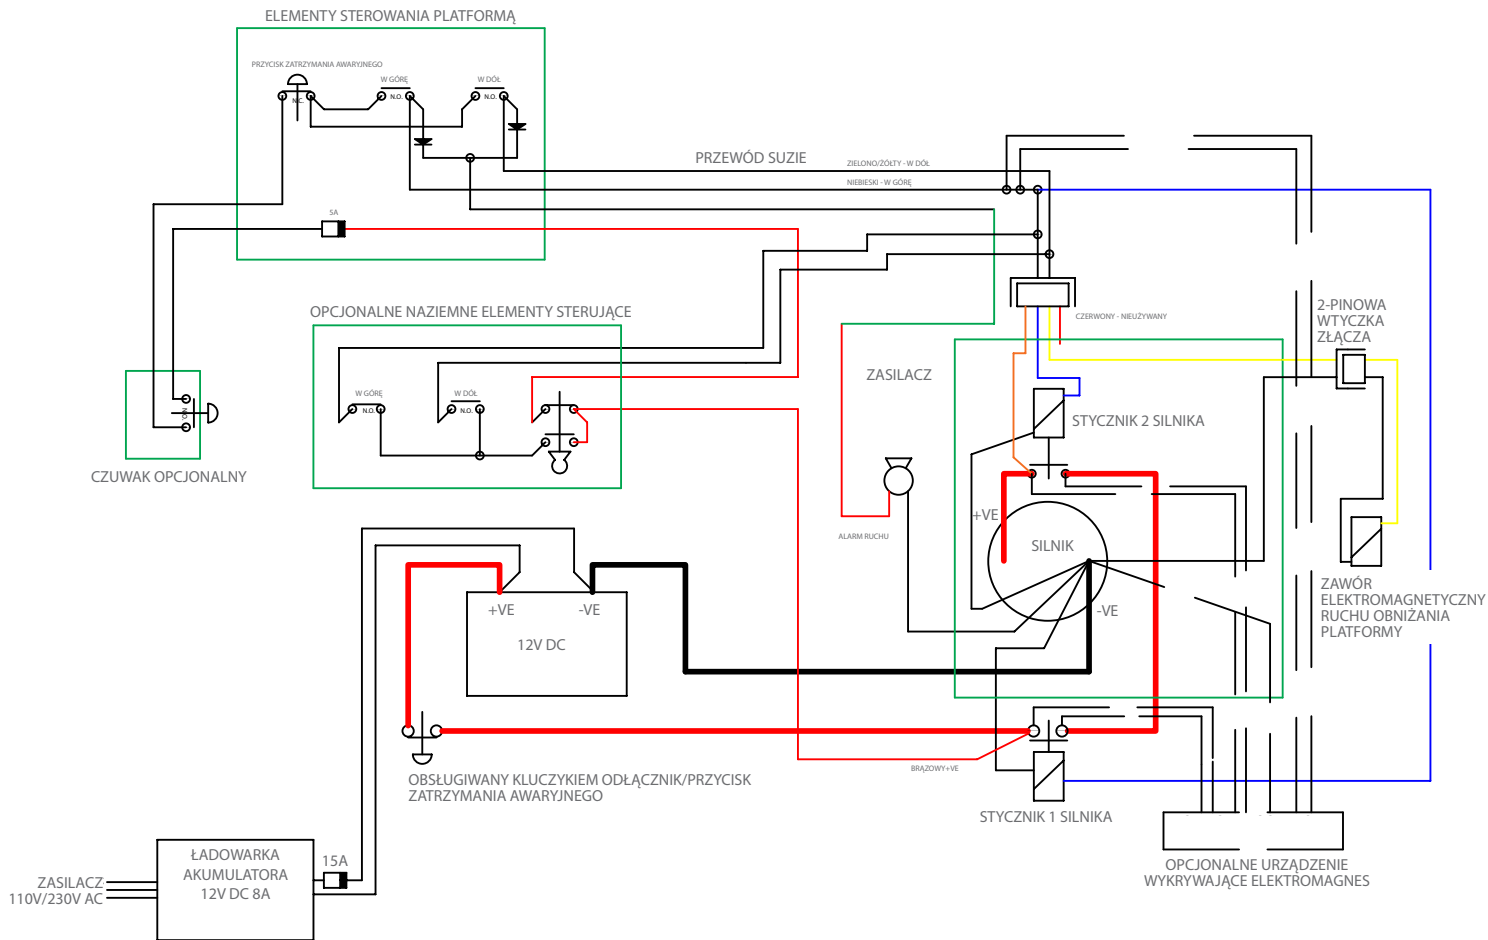 ELEMENTY STEROWANIA PLATFORMĄ
PRZYCISK ZATRZYMANIA AWARYJNEGO
W GÓRĘ
W DÓŁ
N.C.
N.O.
N.O.
PRZEWÓD SUZIE
ZIELONO/ŻÓŁTY - W DÓŁ
NIEBIESKI - W GÓRĘ
5A
OPCJONALNE NAZIEMNE ELEMENTY STERUJĄCE
W GÓRĘ
W DÓŁ
N.O.
N.O.
N.O.
CZUWAK OPCJONALNY
CZERWONY - NIEUŻYWANY
2-PINOWA
WTYCZKA
ZŁĄCZA
ZASILACZ
STYCZNIK 2 SILNIKA
+VE
SILNIK
-VE
ALARM RUCHU
ZAWÓR
ELEKTROMAGNETYCZNY
RUCHU OBNIŻANIA
PLATFORMY
+VE
-VE
12V DC
OBSŁUGIWANY KLUCZYKIEM ODŁĄCZNIK/PRZYCISK
ZATRZYMANIA AWARYJNEGO
BRĄZOWY+VE
STYCZNIK 1 SILNIKA
OPCJONALNE URZĄDZENIE
WYKRYWAJĄCE ELEKTROMAGNES
ŁADOWARKA
AKUMULATORA
12V DC 8A
15A
ZASILACZ
110V/230V AC